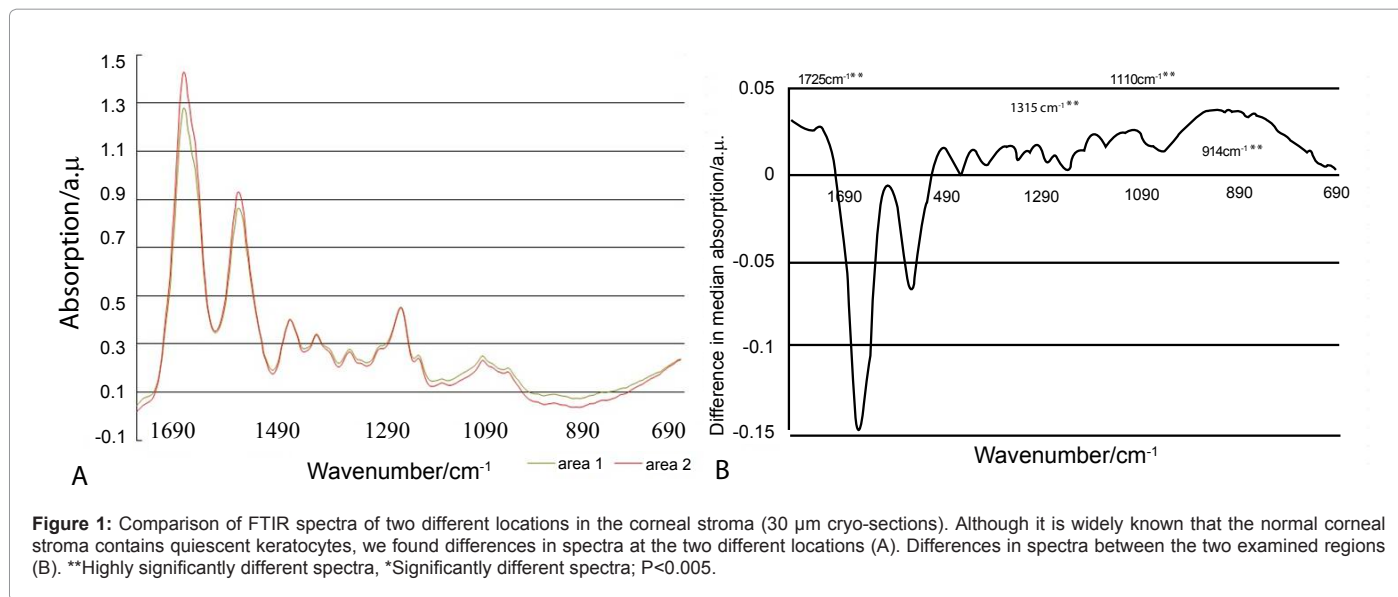 1.5
1.3
1.1
0.9
0.7
0.5
0.3
0.1
-0.1
Absorption/a.µ
1690 1490 1290 1090 890 690
Wavenumber/cm⁻¹
area 1 area 2
A
1725cm⁻¹** 1110cm⁻¹**
1315 cm⁻¹**
914cm⁻¹**
0.05
0
-0.05
-0.1
-0.15
Difference in median absorption/a.µ.
1690 490 1290 1090 890 690
Wavenumber/cm⁻¹
B
Figure 1: Comparison of FTIR spectra of two different locations in the corneal stroma (30 µm cryo-sections). Although it is widely known that the normal corneal
stroma contains quiescent keratocytes, we found differences in spectra at the two different locations (A). Differences in spectra between the two examined regions
(B). **Highly significantly different spectra, *Significantly different spectra; P<0.005.